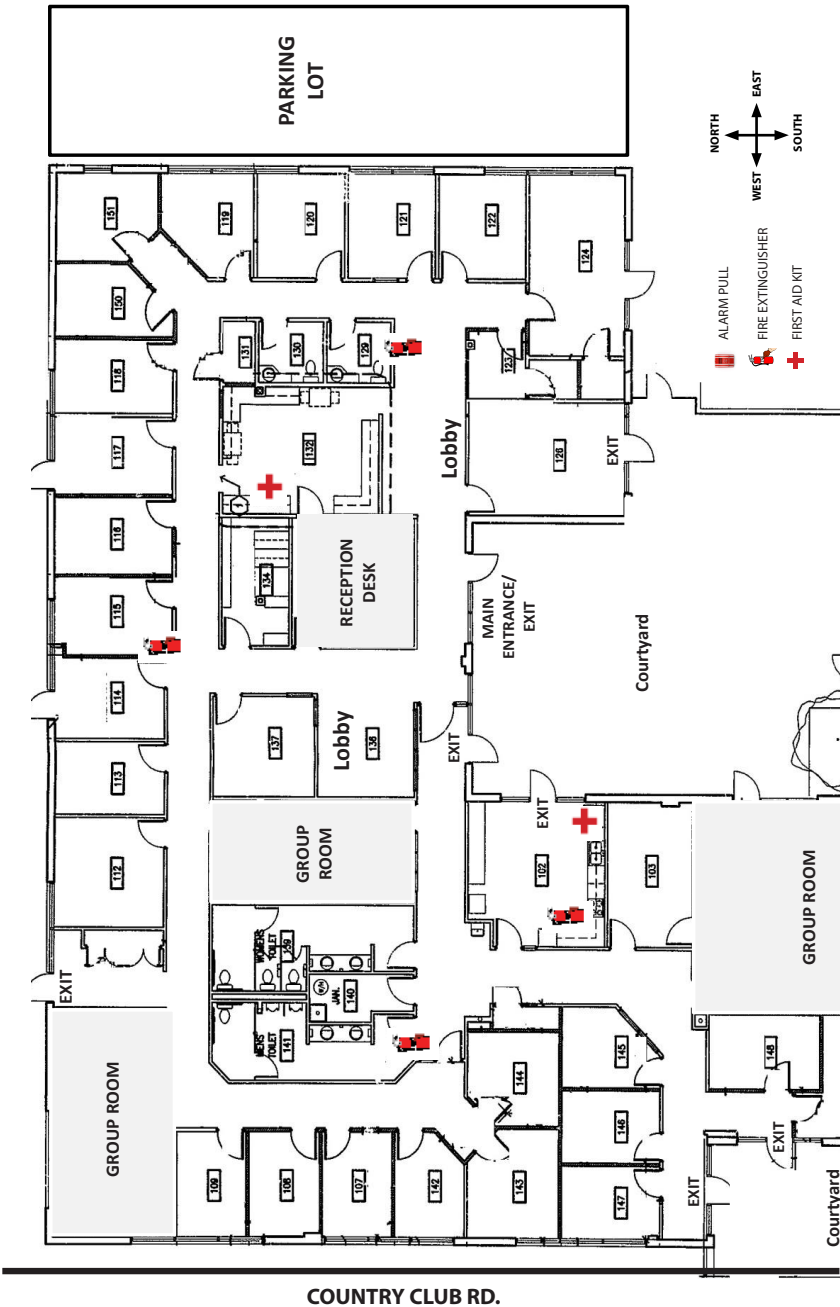 PARKING
LOT
NORTH
EAST
WEST
SOUTH
ALARM PULL
FIRE EXTINGUISHER
FIRST AID KIT
151
119
120
121
122
124
150
118
117
116
115
114
113
112
131
130
129
123
132
Lobby
126
EXIT
134
RECEPTION
DESK
MAIN
ENTRANCE/
EXIT
Courtyard
137
Lobby
136
EXIT
GROUP
ROOM
102
EXIT
103
GROUP ROOM
EXIT
WOMENS
TOILET
139
JAN.
140
MENS
TOILET
141
GROUP ROOM
109
108
107
142
143
144
145
146
147
148
EXIT
EXIT
Courtyard
COUNTRY CLUB RD.